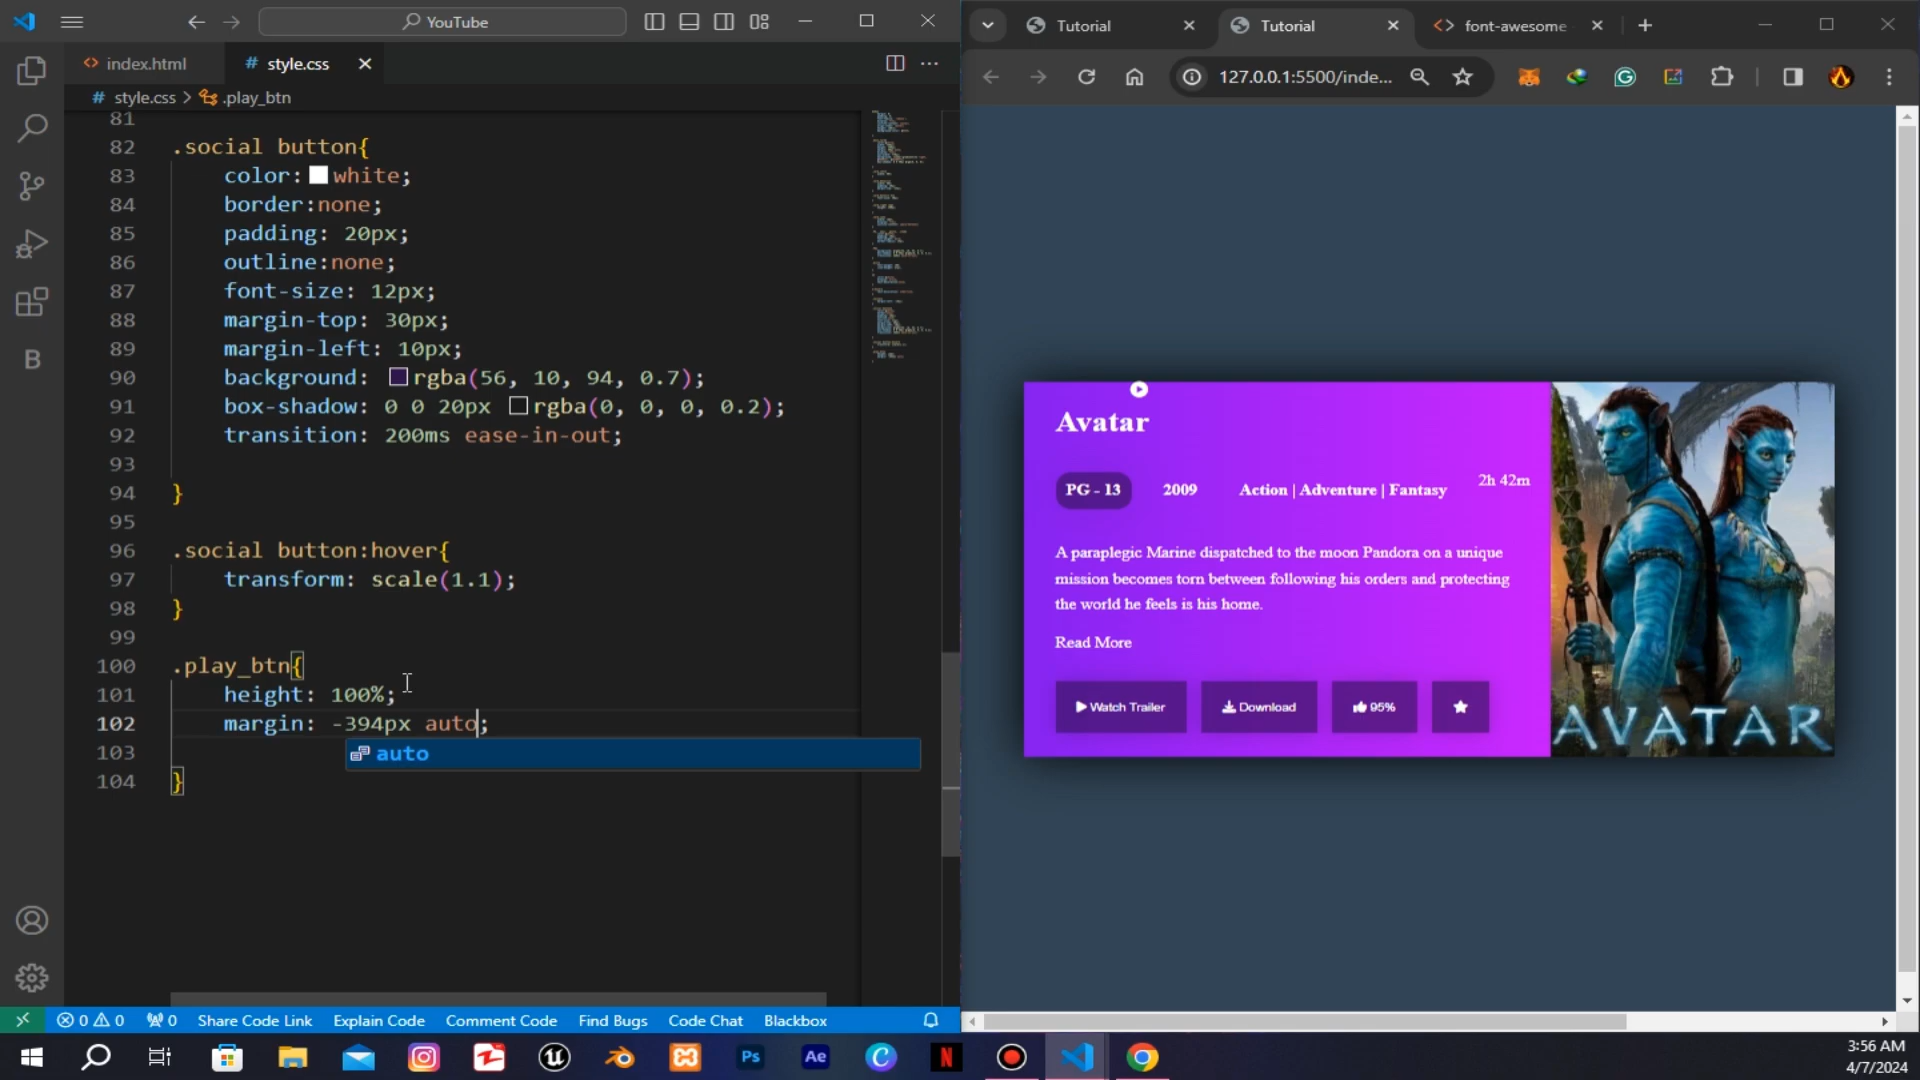 YouTube
index.html
# style.css
# style.css > .play_btn
81
82 .social button{
83 color: white;
84 border:none;
85 padding: 20px;
86 outline:none;
87 font-size: 12px;
88 margin-top: 30px;
89 margin-left: 10px;
90 background: rgba(56, 10, 94, 0.7);
91 box-shadow: 0 0 20px rgba(0, 0, 0, 0.2);
92 transition: 200ms ease-in-out;
93
94 }
95
96 .social button:hover{
97 transform: scale(1.1);
98 }
99
100 .play_btn{
101 height: 100%;
102 margin: -394px auto;
103 auto
104 }
0 0 0 Share Code Link Explain Code Comment Code Find Bugs Code Chat Blackbox
Tutorial
Tutorial
font-awesome
127.0.0.1:5500/inde...
Avatar
PG - 13 2009 Action | Adventure | Fantasy 2h 42m
A paraplegic Marine dispatched to the moon Pandora on a unique
mission becomes torn between following his orders and protecting
the world he feels is his home.
Read More
Watch Trailer Download 95%
AVATAR
Ps Ae
3:56 AM
4/7/2024